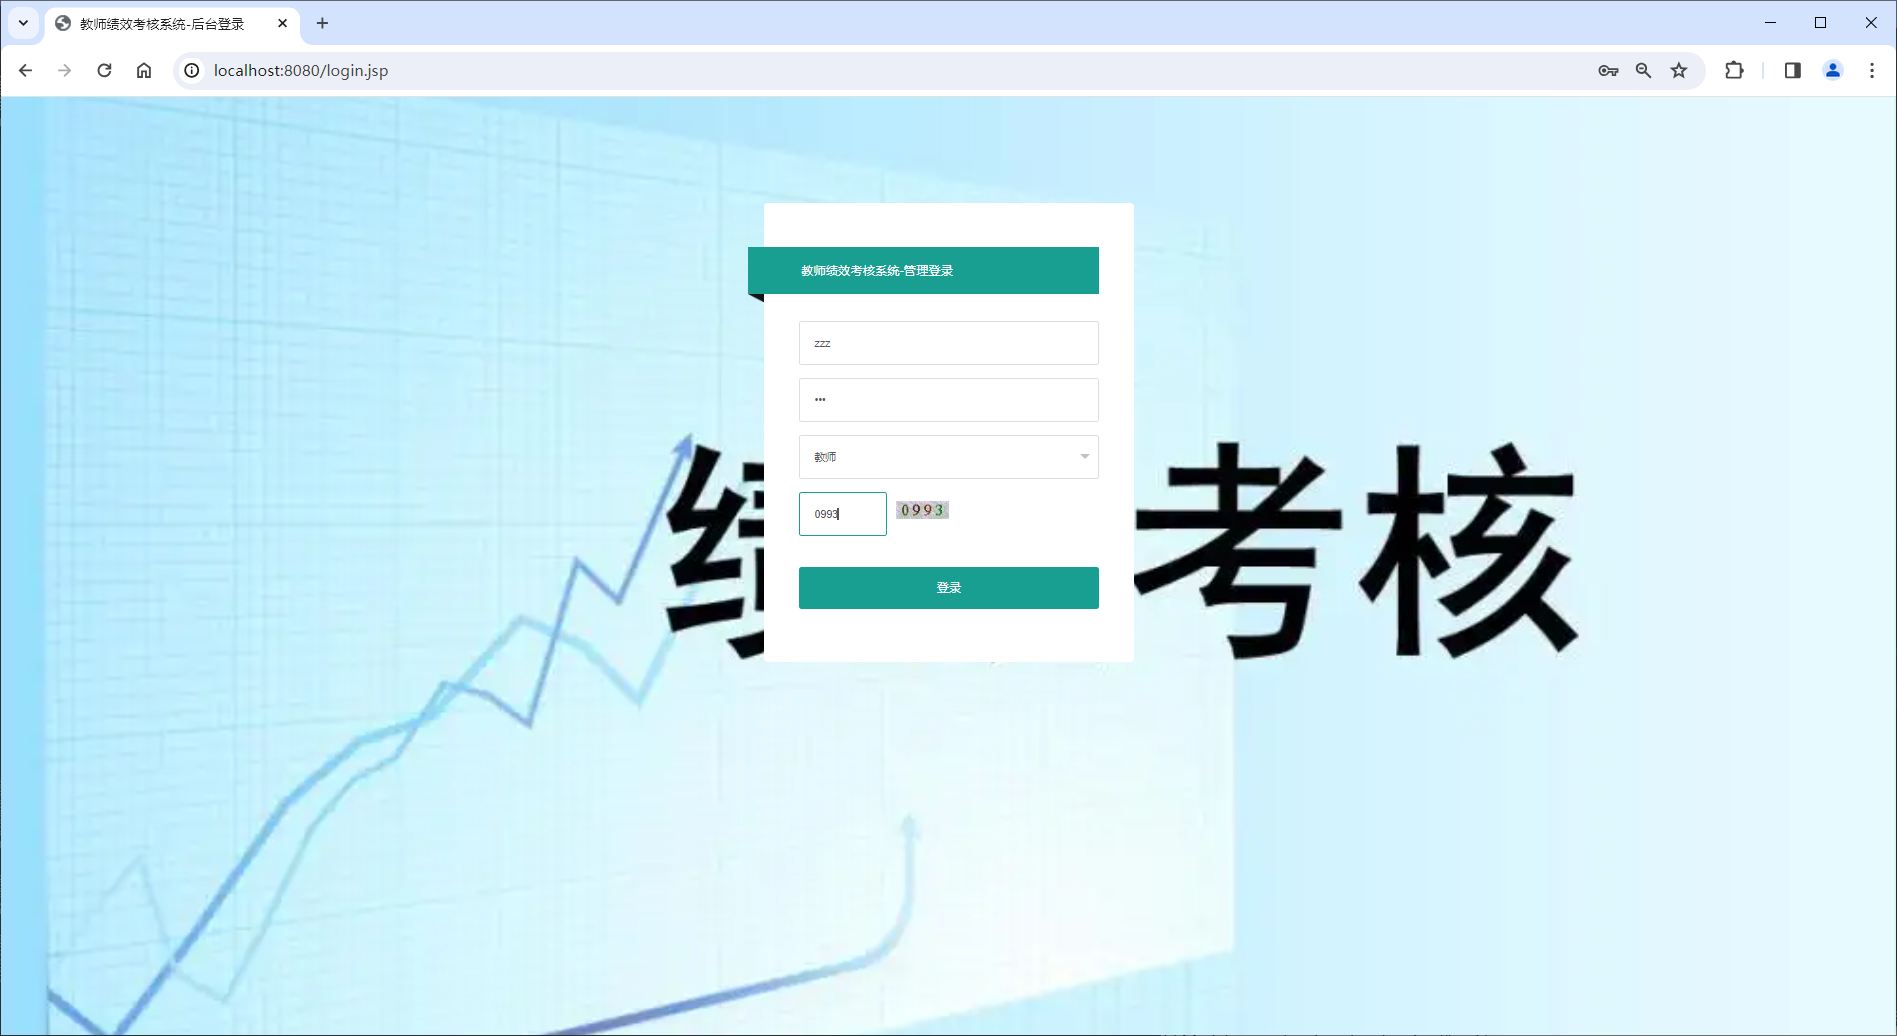 教师绩效考核系统-后台登录
localhost:8080/login.jsp
教师绩效考核系统-管理登录
zzz
•••
教师
0993
0993
登录
考核